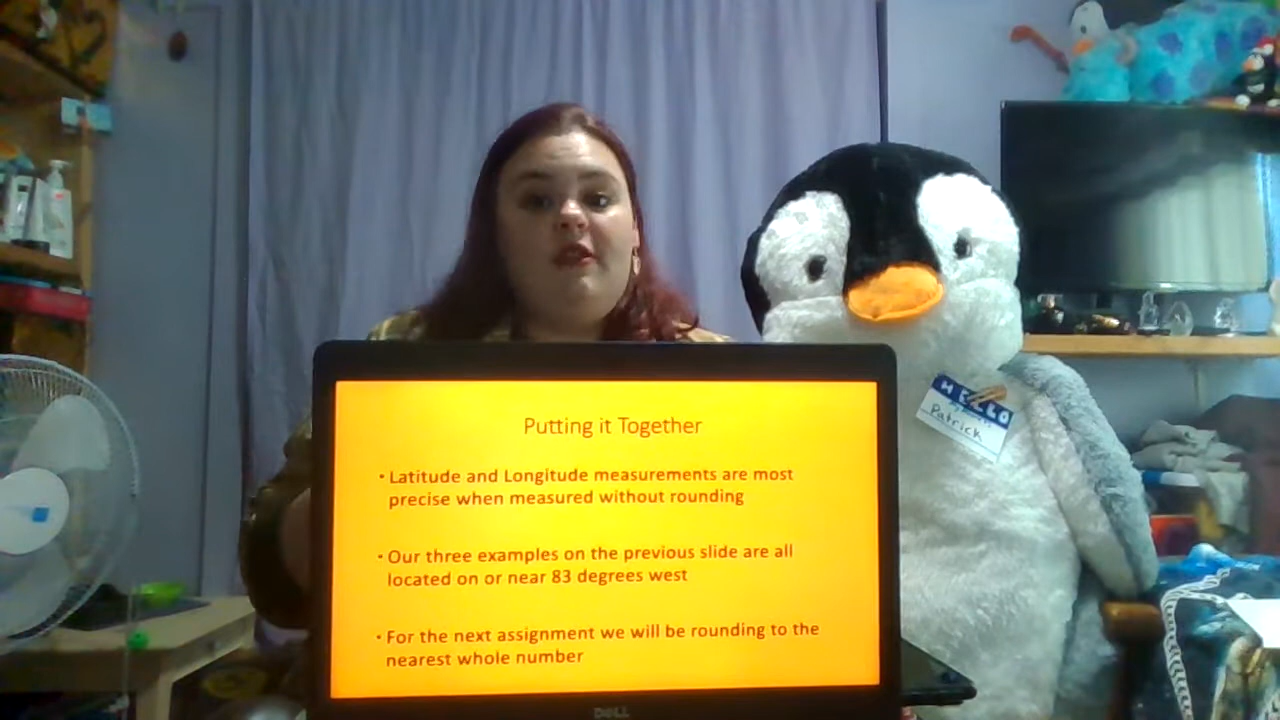 Putting it Together
• Latitude and Longitude measurements are most
precise when measured without rounding
• Our three examples on the previous slide are all
located on or near 83 degrees west
• For the next assignment we will be rounding to the
nearest whole number
DELL
HELLO
Patrick